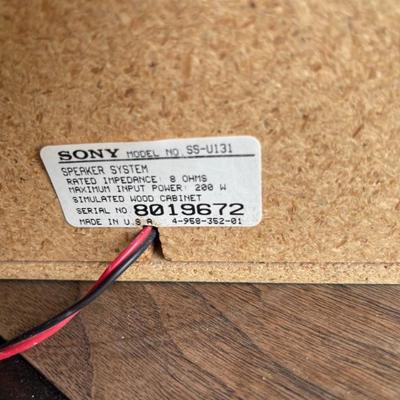 SONY MODEL NO. SS-U131
SPEAKER SYSTEM
RATED IMPEDANCE: 8 OHMS
MAXIMUM INPUT POWER: 200 W
SIMULATED WOOD CABINET
SERIAL NO. 8019672
MADE IN U.S.A. 4-958-352-01